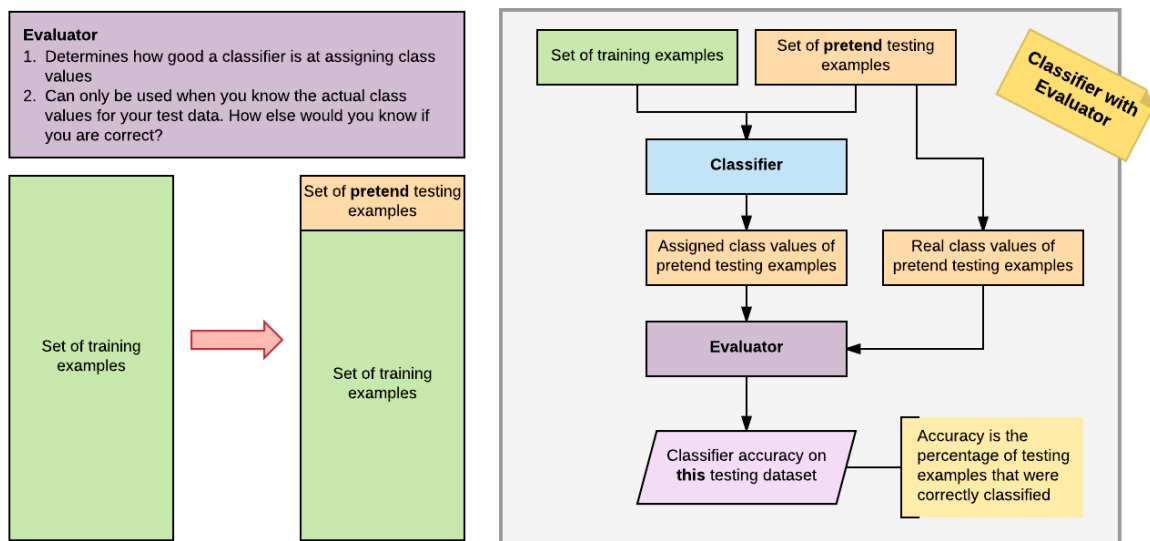 Evaluator
1. Determines how good a classifier is at assigning class
values
2. Can only be used when you know the actual class
values for your test data. How else would you know if
you are correct?
Set of training
examples
Set of pretend testing
examples
Set of training
examples
Set of training examples
Set of pretend testing
examples
Classifier with
Evaluator
Classifier
Assigned class values of
pretend testing examples
Real class values of
pretend testing examples
Evaluator
Classifier accuracy on
this testing dataset
Accuracy is the
percentage of testing
examples that were
correctly classified